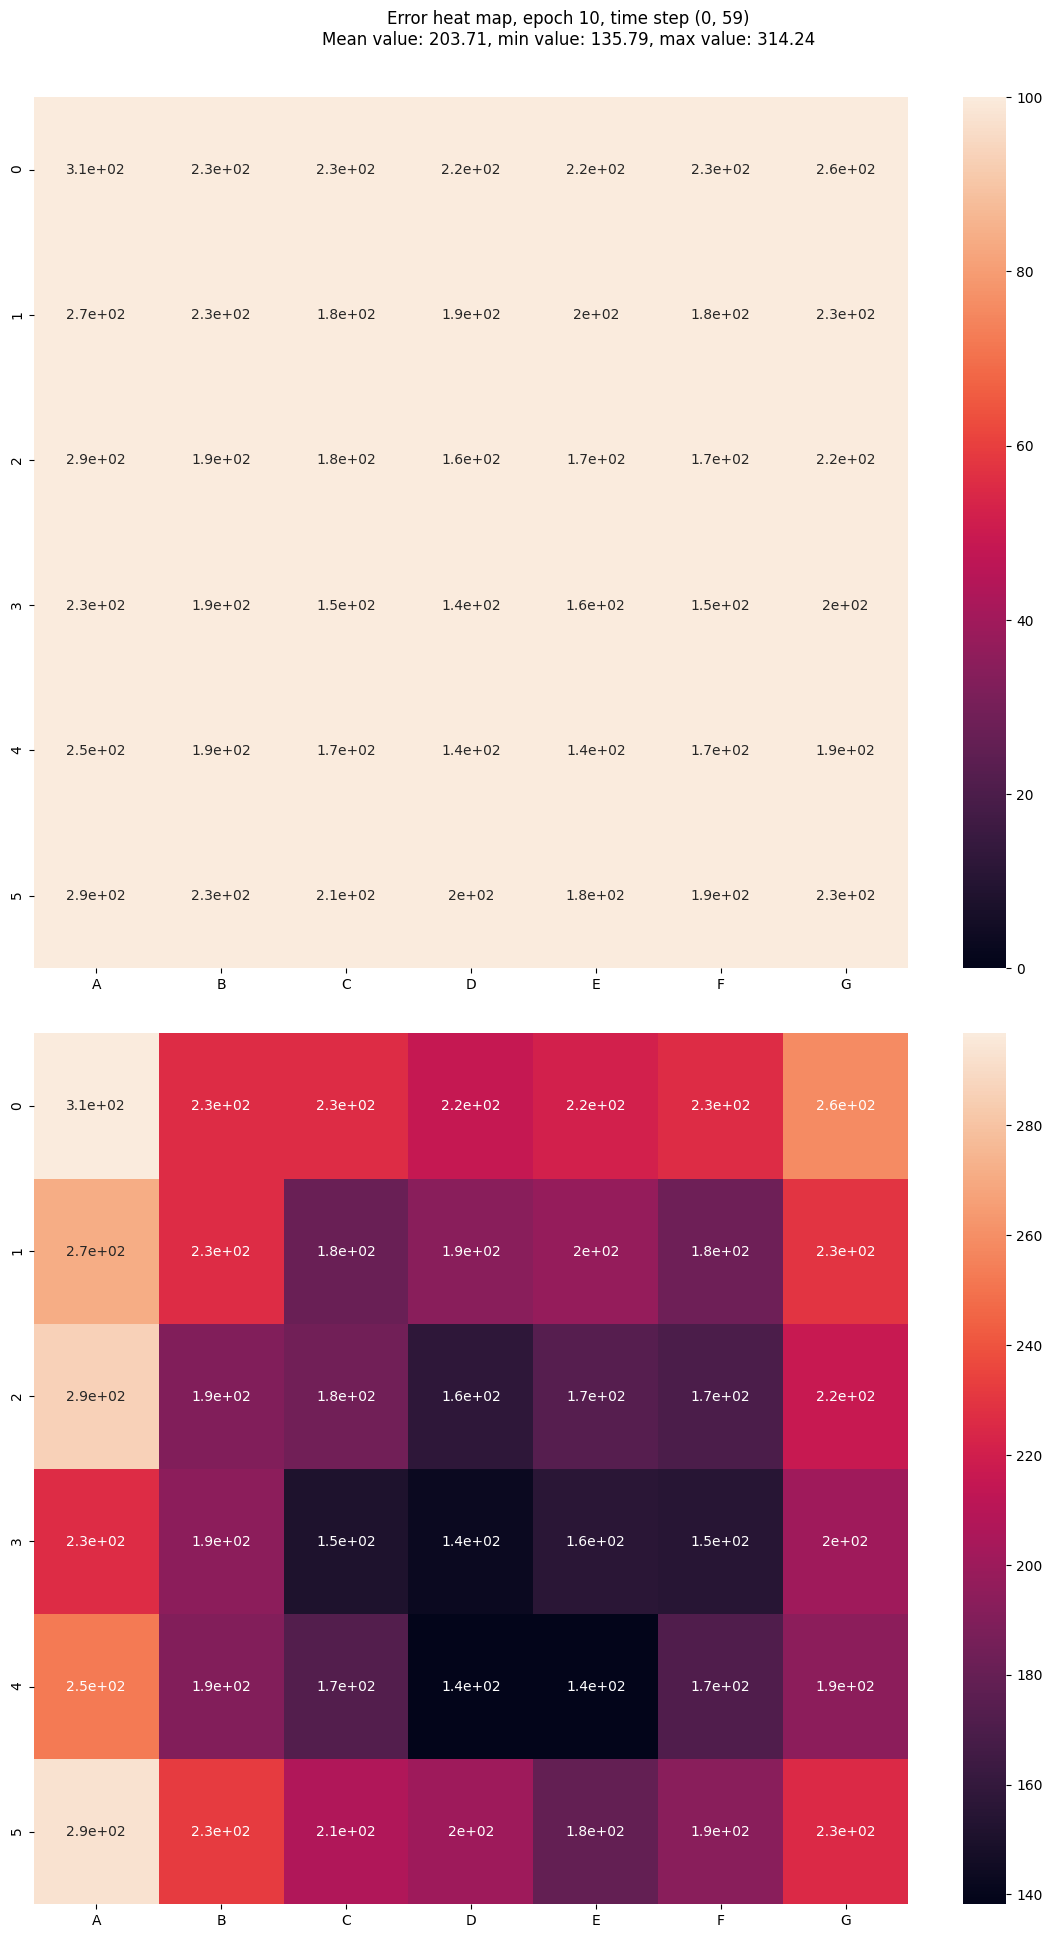 Error heat map, epoch 10, time step (0, 59)
Mean value: 203.71, min value: 135.79, max value: 314.24
100
0 3.1e+02 2.3e+02 2.3e+02 2.2e+02 2.2e+02 2.3e+02 2.6e+02
80
1 2.7e+02 2.3e+02 1.8e+02 1.9e+02 2e+02 1.8e+02 2.3e+02
60
2 2.9e+02 1.9e+02 1.8e+02 1.6e+02 1.7e+02 1.7e+02 2.2e+02
3 2.3e+02 1.9e+02 1.5e+02 1.4e+02 1.6e+02 1.5e+02 2e+02
40
4 2.5e+02 1.9e+02 1.7e+02 1.4e+02 1.4e+02 1.7e+02 1.9e+02
20
5 2.9e+02 2.3e+02 2.1e+02 2e+02 1.8e+02 1.9e+02 2.3e+02
0
A B C D E F G
0 3.1e+02 2.3e+02 2.3e+02 2.2e+02 2.2e+02 2.3e+02 2.6e+02
280
260
1 2.7e+02 2.3e+02 1.8e+02 1.9e+02 2e+02 1.8e+02 2.3e+02
240
2 2.9e+02 1.9e+02 1.8e+02 1.6e+02 1.7e+02 1.7e+02 2.2e+02
220
3 2.3e+02 1.9e+02 1.5e+02 1.4e+02 1.6e+02 1.5e+02 2e+02
200
180
4 2.5e+02 1.9e+02 1.7e+02 1.4e+02 1.4e+02 1.7e+02 1.9e+02
160
5 2.9e+02 2.3e+02 2.1e+02 2e+02 1.8e+02 1.9e+02 2.3e+02
140
A B C D E F G